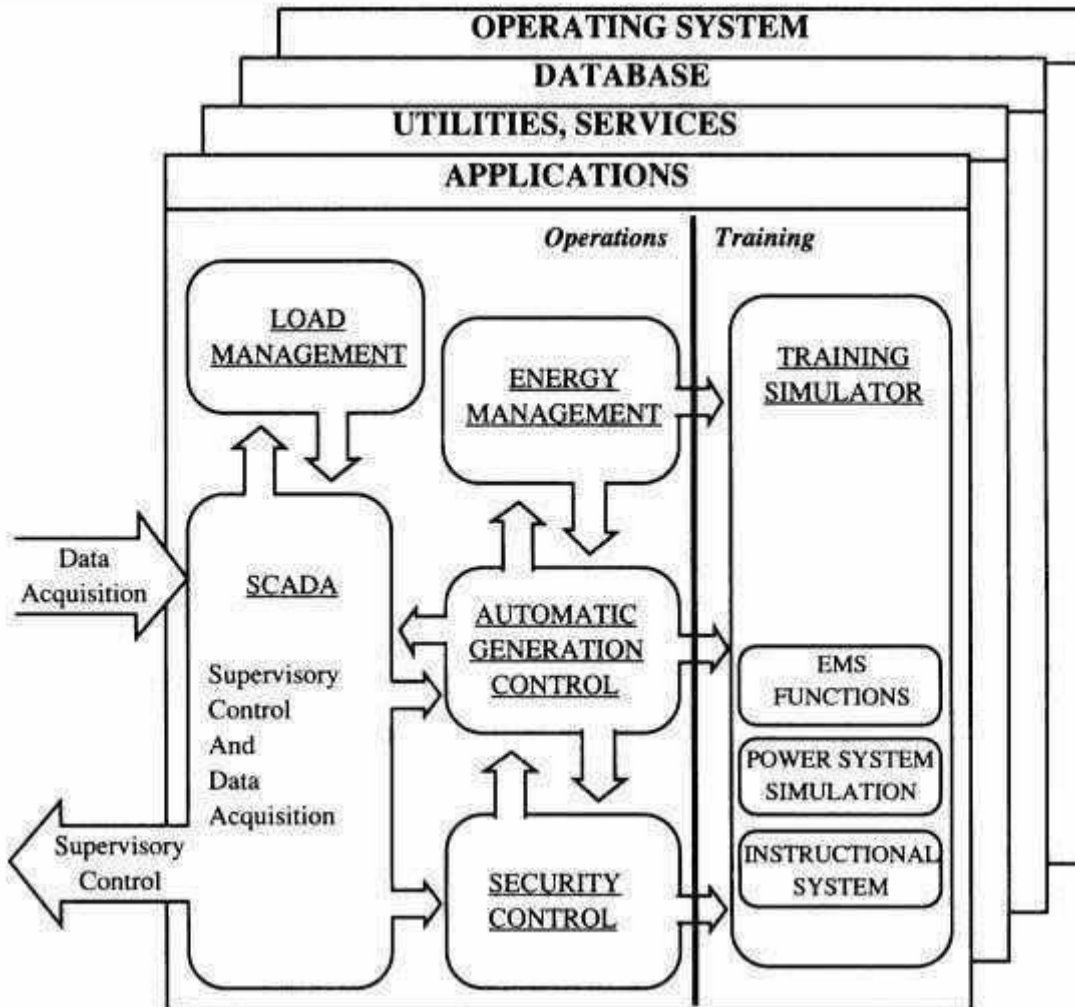 OPERATING SYSTEM
DATABASE
UTILITIES, SERVICES
APPLICATIONS
Operations
Training
LOAD
MANAGEMENT
ENERGY
MANAGEMENT
TRAINING
SIMULATOR
Data
Acquisition
SCADA
Supervisory
Control
And
Data
Acquisition
AUTOMATIC
GENERATION
CONTROL
EMS
FUNCTIONS
POWER SYSTEM
SIMULATION
INSTRUCTIONAL
SYSTEM
Supervisory
Control
SECURITY
CONTROL